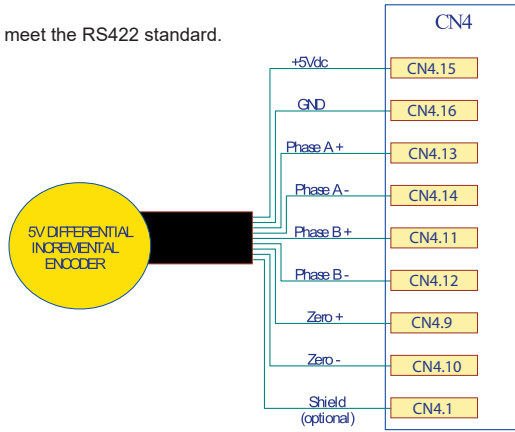 meet the RS422 standard.
CN4
+5Vdc
CN4.15
GND
CN4.16
Phase A +
CN4.13
Phase A -
CN4.14
5V DIFFERENTIAL
INCREMENTAL
ENCODER
Phase B +
CN4.11
Phase B -
CN4.12
Zero +
CN4.9
Zero -
CN4.10
Shield
(optional)
CN4.1